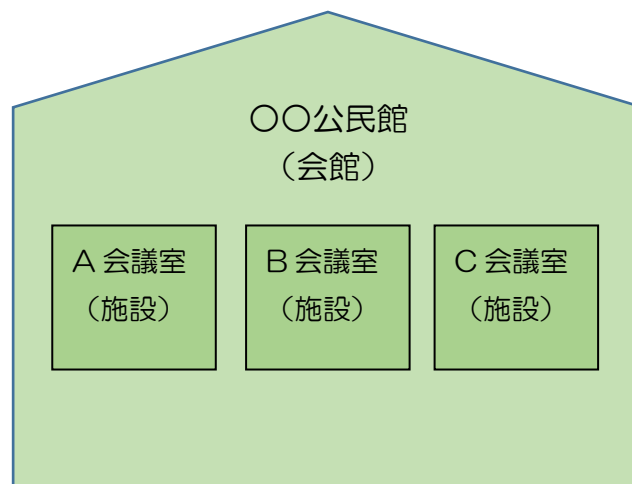 〇〇公民館
（会館）
A 会議室
（施設）
B 会議室
（施設）
C 会議室
（施設）